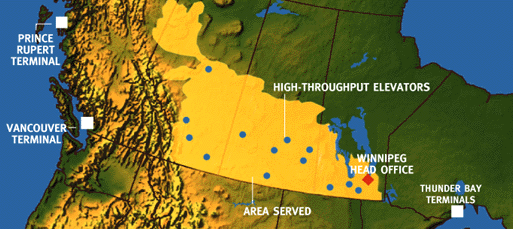 PRINCE
RUPERT
TERMINAL
HIGH-THROUGHPUT ELEVATORS
VANCOUVER
TERMINAL
WINNIPEG
HEAD OFFICE
THUNDER BAY
TERMINALS
AREA SERVED